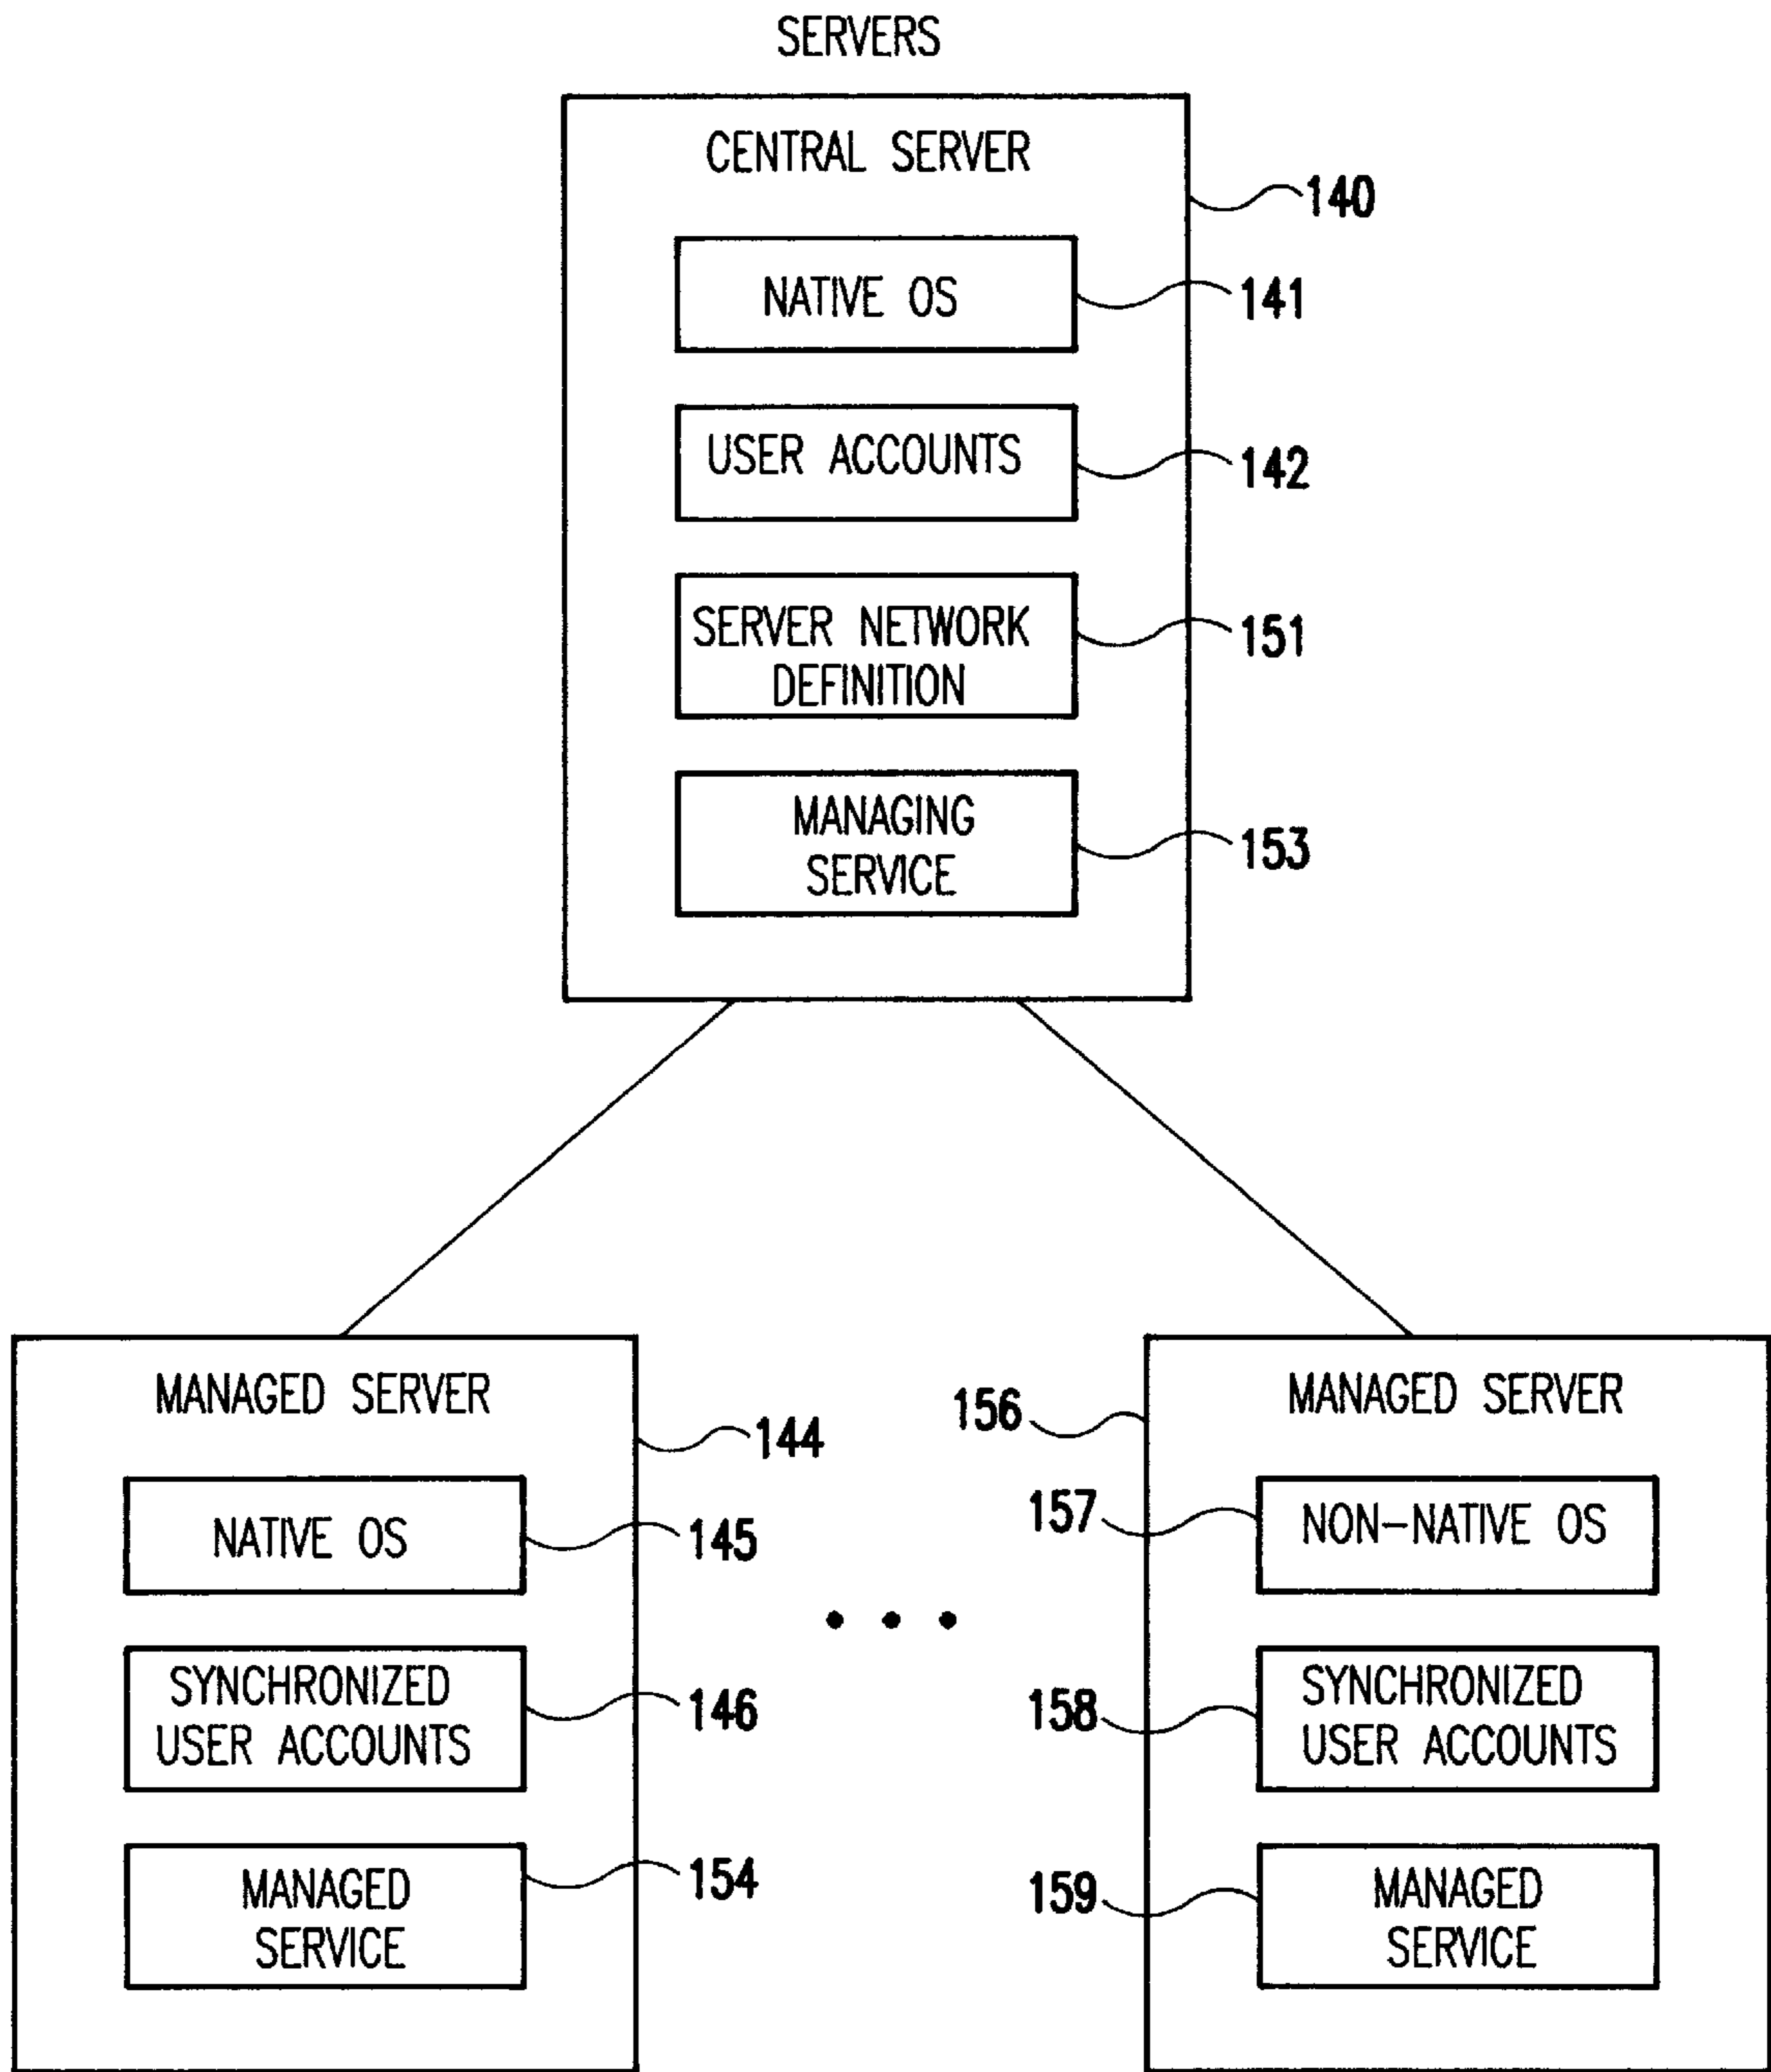 SERVERS
CENTRAL SERVER
140
NATIVE OS
141
USER ACCOUNTS
142
SERVER NETWORK
DEFINITION
151
MANAGING
SERVICE
153
MANAGED SERVER
144
NATIVE OS
145
SYNCHRONIZED
USER ACCOUNTS
146
MANAGED
SERVICE
154
MANAGED SERVER
156
NON-NATIVE OS
157
SYNCHRONIZED
USER ACCOUNTS
158
MANAGED
SERVICE
159